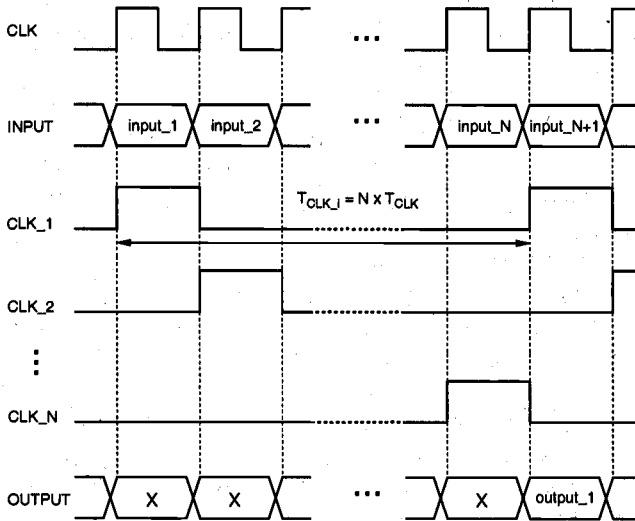 CLK
...
INPUT
input_1
input_2
...
input_N
input_N+1
CLK_1
T_CLK_i = N x T_CLK
CLK_2
CLK_N
OUTPUT
X
X
...
X
output_1